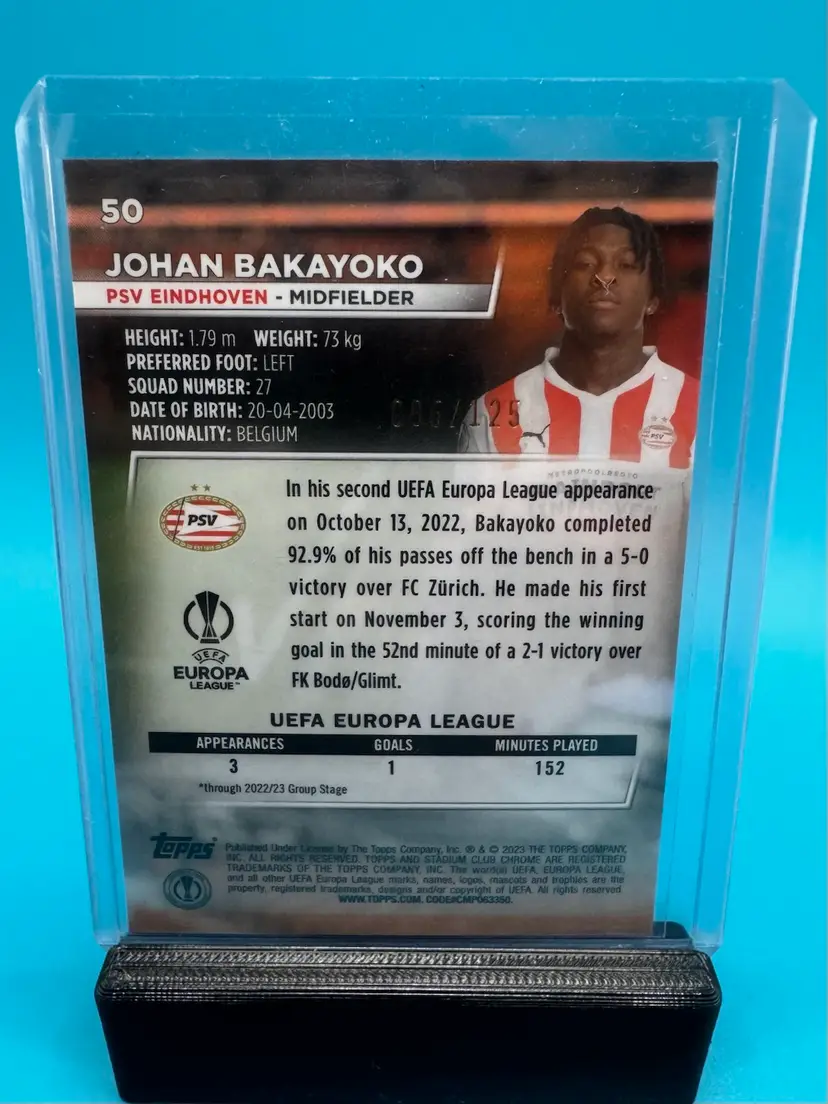 50
JOHAN BAKAYOKO
PSV EINDHOVEN - MIDFIELDER
HEIGHT: 1.79 m WEIGHT: 73 kg
PREFERRED FOOT: LEFT
SQUAD NUMBER: 27
DATE OF BIRTH: 20-04-2003
NATIONALITY: BELGIUM
086/125
PSV
METROPOOLREGIO
PSV
In his second UEFA Europa League appearance
on October 13, 2022, Bakayoko completed
92.9% of his passes off the bench in a 5-0
victory over FC Zürich. He made his first
start on November 3, scoring the winning
goal in the 52nd minute of a 2-1 victory over
FK Bodø/Glimt.
UEFA
EUROPA
LEAGUE™
UEFA EUROPA LEAGUE
APPEARANCES GOALS MINUTES PLAYED
3 1 152
*through 2022/23 Group Stage
Topps
Published Under License by The Topps Company, Inc. ® & © 2023 THE TOPPS COMPANY,
INC. ALL RIGHTS RESERVED. TOPPS AND STADIUM CLUB CHROME ARE REGISTERED
TRADEMARKS OF THE TOPPS COMPANY, INC. The word(s) UEFA, EUROPA LEAGUE,
and all other UEFA Europa League marks, names, logos, mascots and trophies are the
property, registered trademarks, designs and/or copyright of UEFA. All rights reserved.
WWW.TOPPS.COM. CODE#CMP063350.